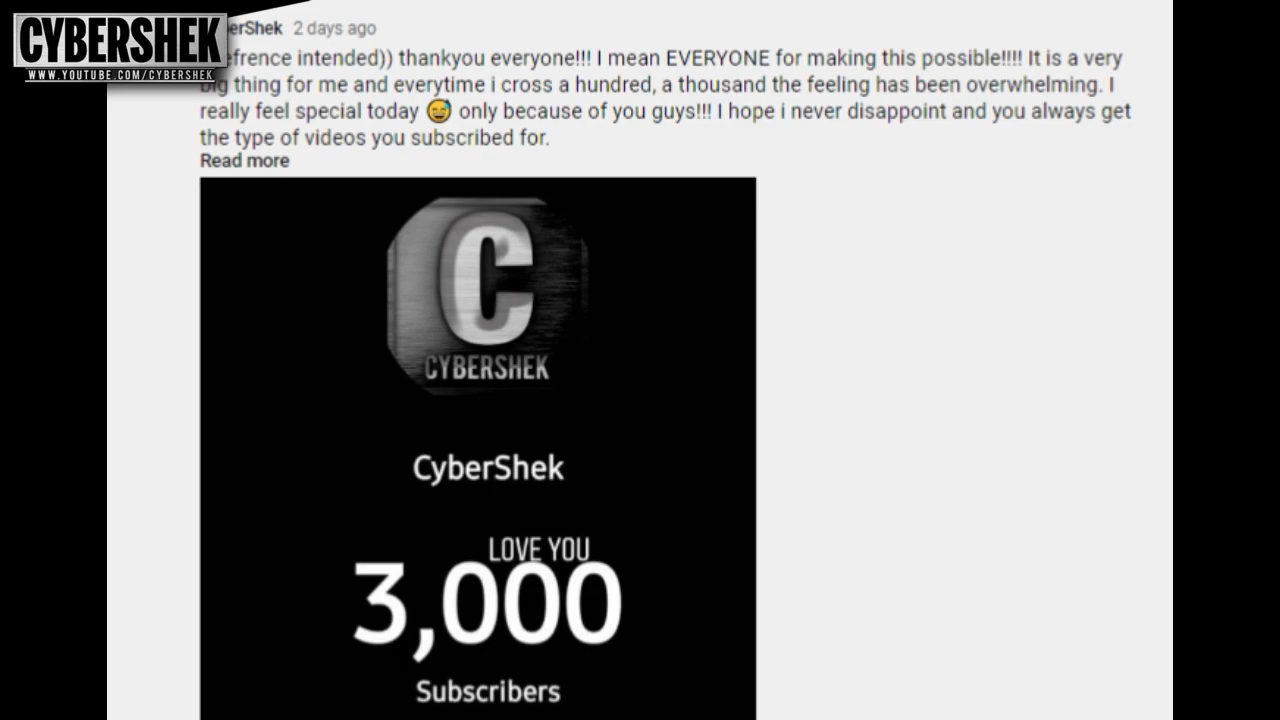 CYBERSHEK
WWW.YOUTUBE.COM/CYBERSHEK
2 days ago
intended)) thankyou everyone!!! I mean EVERYONE for making this possible!!!! It is a very
thing for me and everytime i cross a hundred, a thousand the feeling has been overwhelming. I
really feel special today 😅 only because of you guys!!! I hope i never disappoint and you always get
the type of videos you subscribed for.
Read more
C
CYBERSHEK
CyberShek
LOVE YOU
3,000
Subscribers